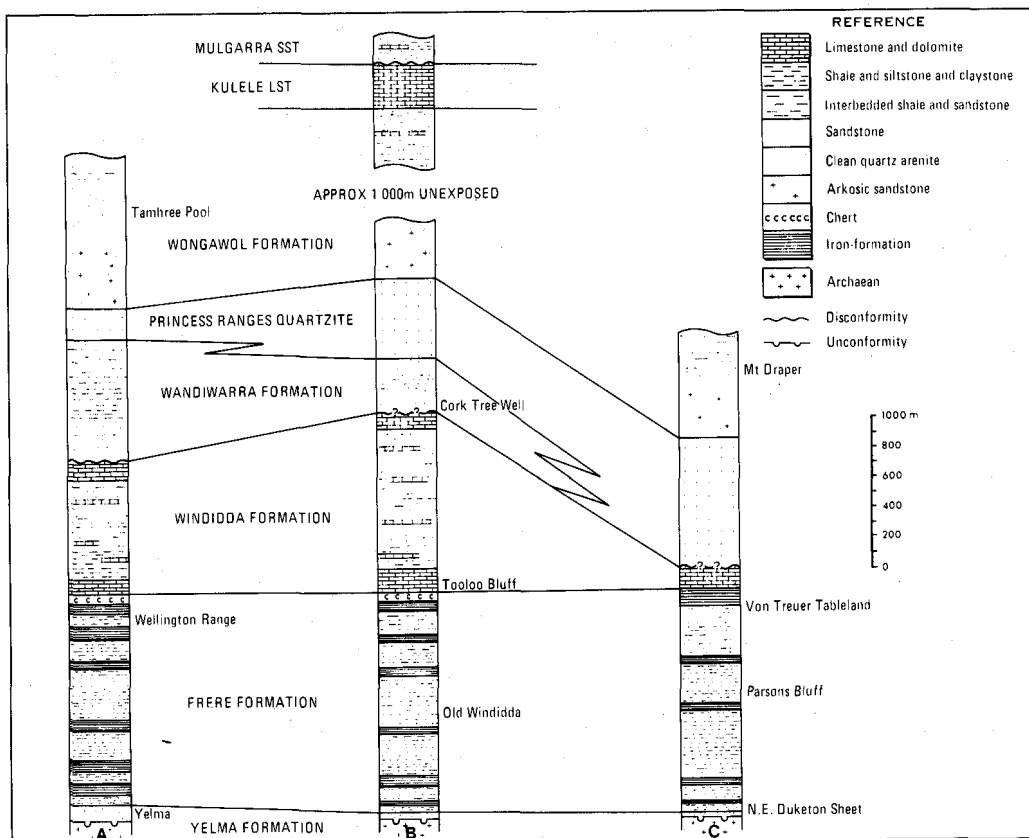 MULGARRA SST
KULELE LST
APPROX 1 000m UNEXPOSED
Tamhree Pool
WONGAWOL FORMATION
PRINCESS RANGES QUARTZITE
WANDIWARRA FORMATION
Cork Tree Well
WINDIDDA FORMATION
Tooloo Bluff
Wellington Range
FRERE FORMATION
Old Windidda
Yelma
YELMA FORMATION
A
B
C
Mt Draper
Von Treuer Tableland
Parsons Bluff
N.E. Duketon Sheet
? ?
? ?
REFERENCE
Limestone and dolomite
Shale and siltstone and claystone
Interbedded shale and sandstone
Sandstone
Clean quartz arenite
Arkosic sandstone
Chert
Iron-formation
Archaean
Disconformity
Unconformity
1000 m
800
600
400
200
0